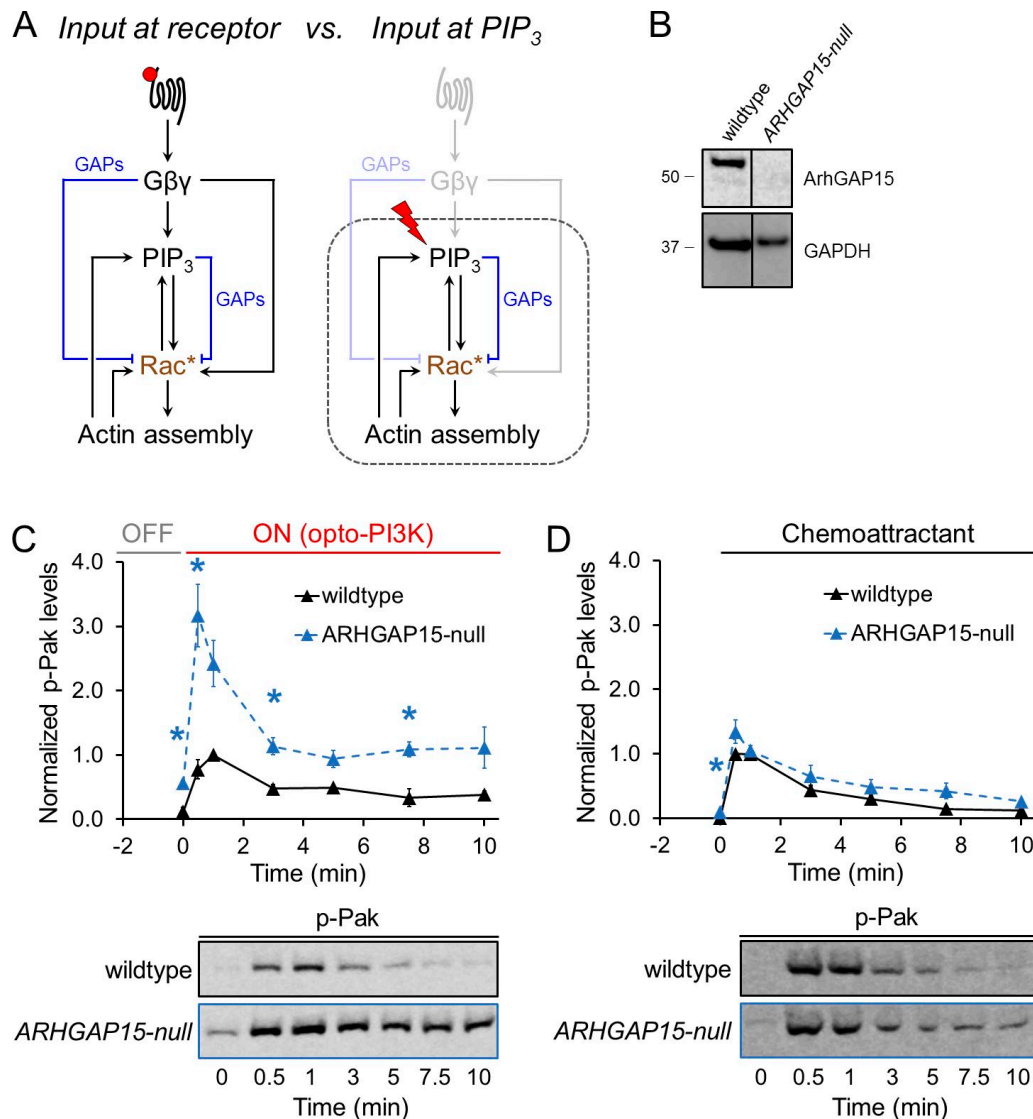 A Input at receptor vs. Input at PIP3
GAPs
Gβγ
PIP3
GAPs
Rac*
Actin assembly
GAPs
Gβγ
PIP3
GAPs
Rac*
Actin assembly
B
wildtype
ARHGAP15-null
50
ArhGAP15
37
GAPDH
C
OFF ON (opto-PI3K)
Normalized p-Pak levels
4.0
3.0
2.0
1.0
0.0
wildtype
ARHGAP15-null
*
*
*
*
-2 0 2 4 6 8 10
Time (min)
p-Pak
wildtype
ARHGAP15-null
0 0.5 1 3 5 7.5 10
Time (min)
D
Chemoattractant
Normalized p-Pak levels
4.0
3.0
2.0
1.0
0.0
wildtype
ARHGAP15-null
*
-2 0 2 4 6 8 10
Time (min)
p-Pak
wildtype
ARHGAP15-null
0 0.5 1 3 5 7.5 10
Time (min)